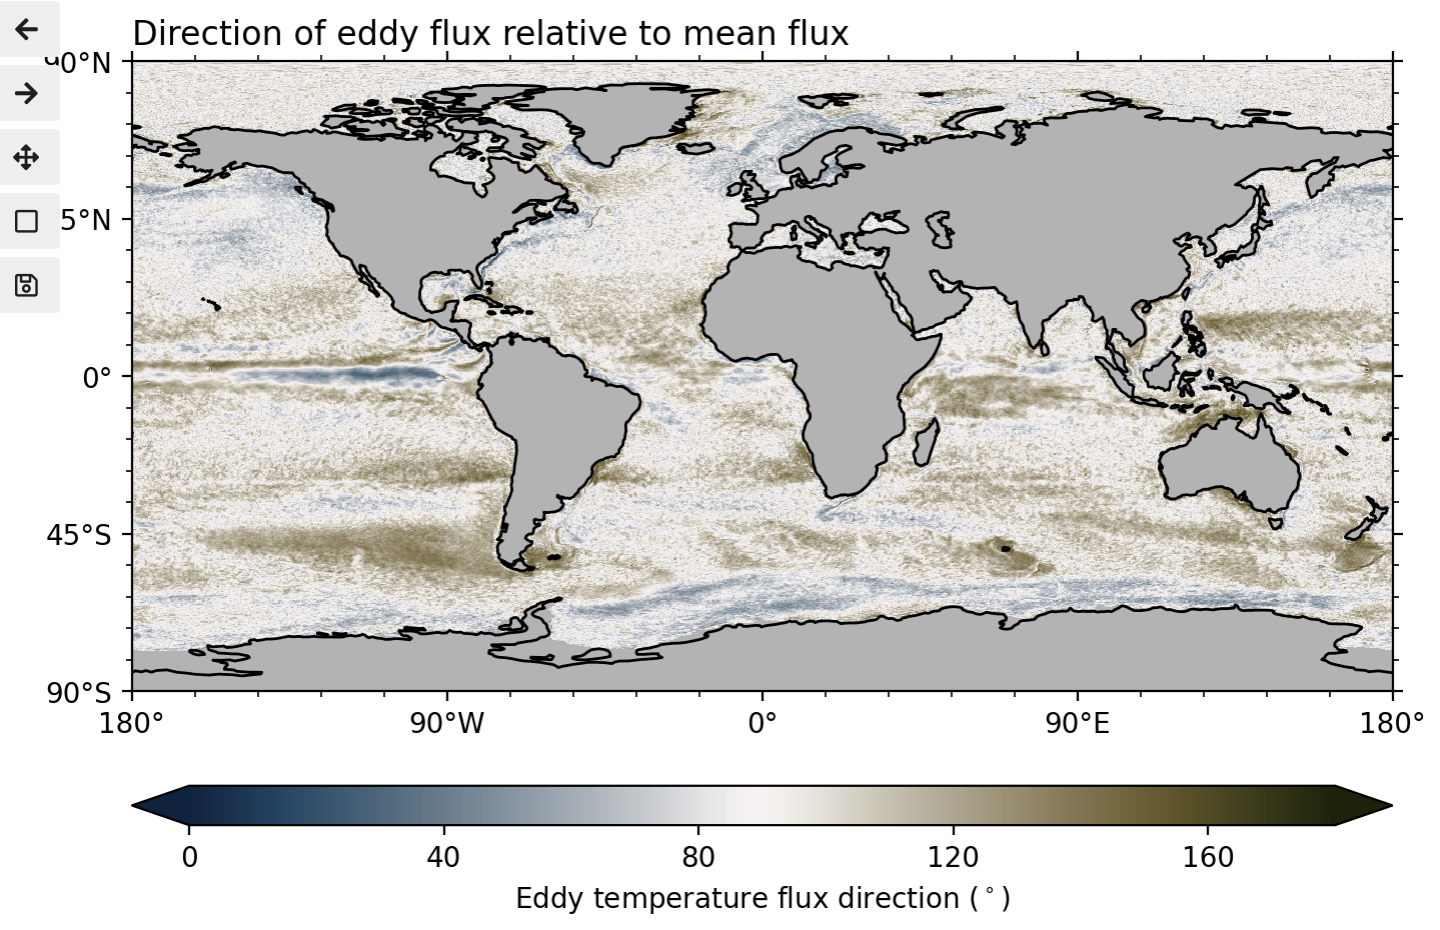 Direction of eddy flux relative to mean flux
0°N
5°N
0°
45°S
90°S
180° 90°W 0° 90°E 180°
0 40 80 120 160
Eddy temperature flux direction (°)